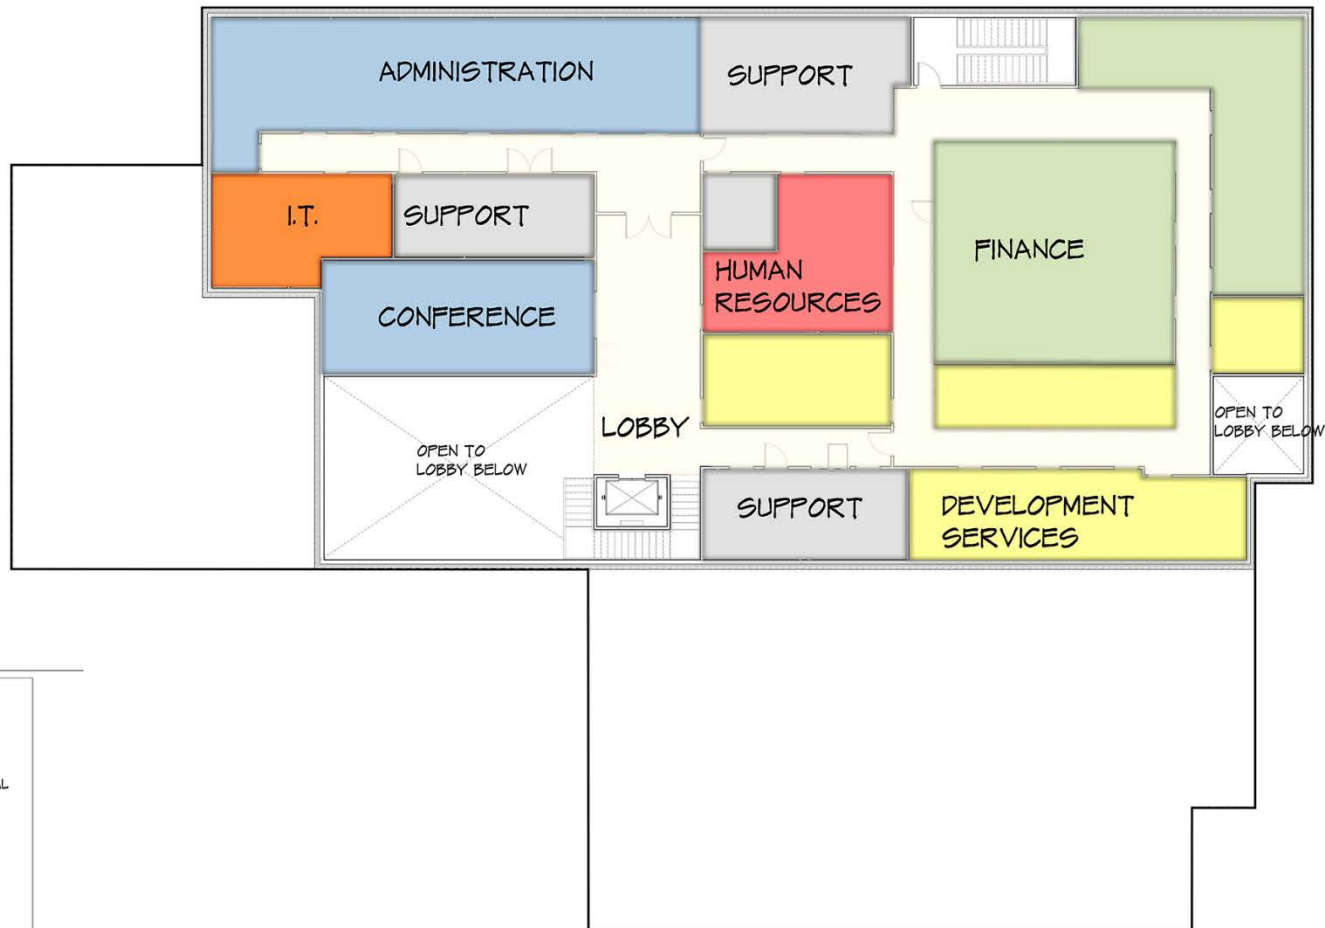 ADMINISTRATION
SUPPORT
I.T.
SUPPORT
HUMAN
RESOURCES
FINANCE
CONFERENCE
LOBBY
OPEN TO
LOBBY BELOW
OPEN TO
LOBBY BELOW
SUPPORT
DEVELOPMENT
SERVICES